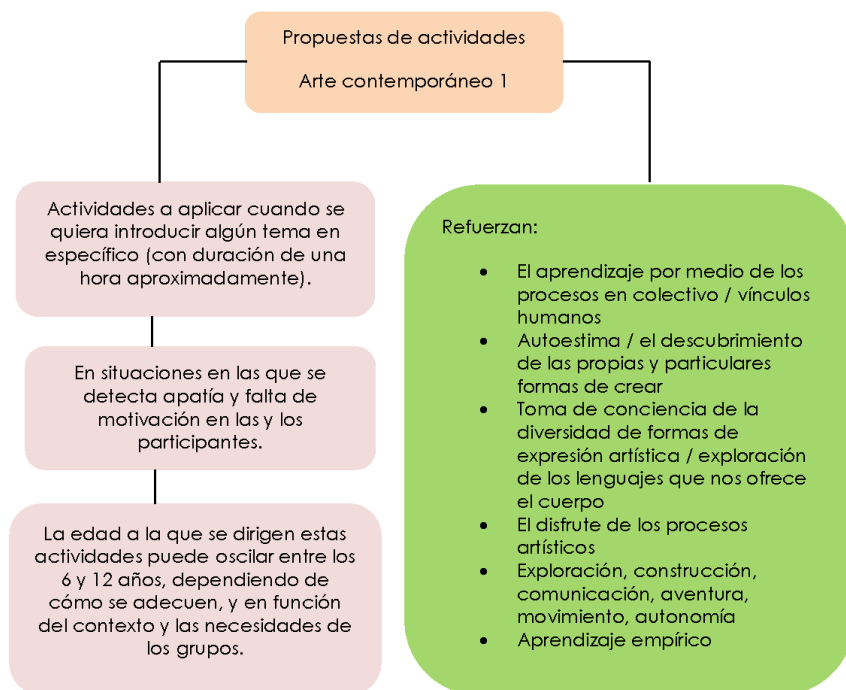 Propuestas de actividades
Arte contemporáneo 1
Actividades a aplicar cuando se
quiera introducir algún tema en
específico (con duración de una
hora aproximadamente).
En situaciones en las que se
detecta apatía y falta de
motivación en las y los
participantes.
La edad a la que se dirigen estas
actividades puede oscilar entre los
6 y 12 años, dependiendo de
cómo se adecuen, y en función
del contexto y las necesidades de
los grupos.
Refuerzan:
• El aprendizaje por medio de los
procesos en colectivo / vínculos
humanos
• Autoestima / el descubrimiento
de las propias y particulares
formas de crear
• Toma de conciencia de la
diversidad de formas de
expresión artística / exploración
de los lenguajes que nos ofrece
el cuerpo
• El disfrute de los procesos
artísticos
• Exploración, construcción,
comunicación, aventura,
movimiento, autonomía
• Aprendizaje empírico